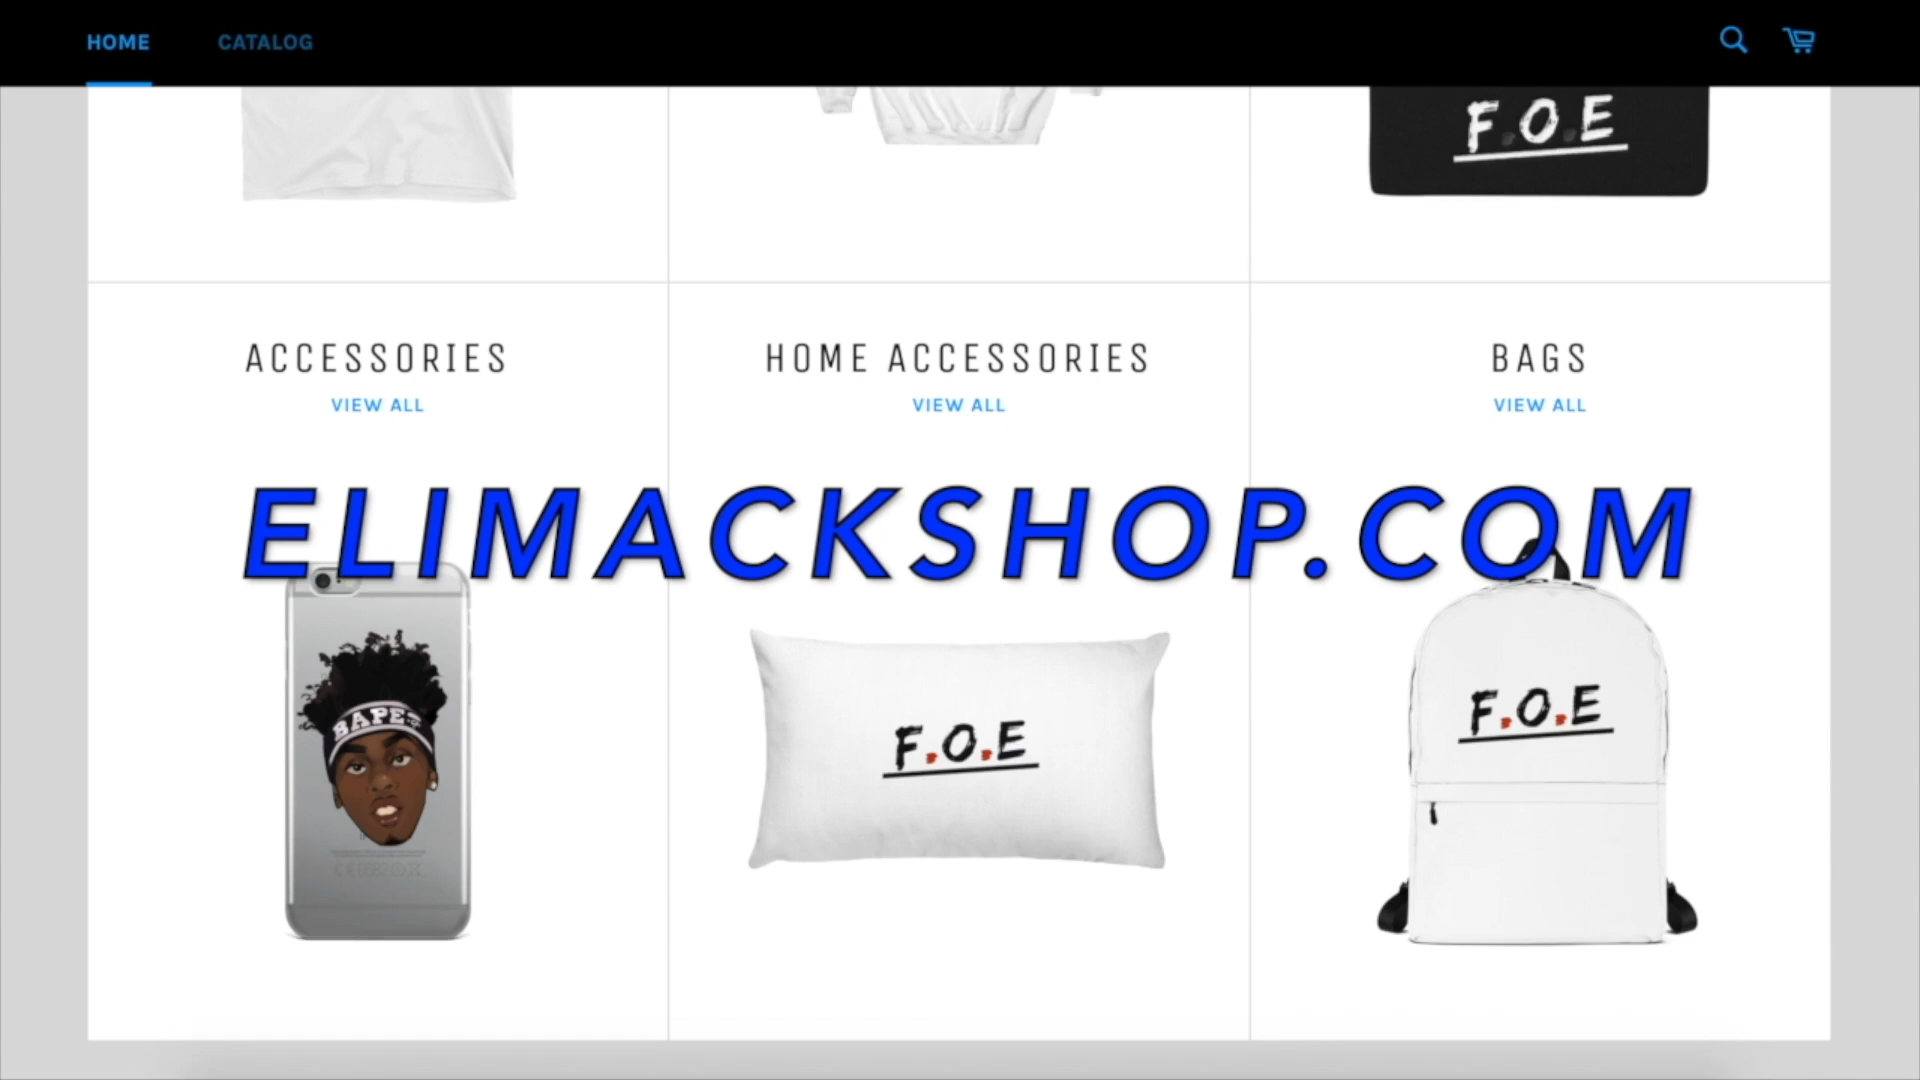 HOME CATALOG
F.O.E
ACCESSORIES HOME ACCESSORIES BAGS
VIEW ALL VIEW ALL VIEW ALL
ELIMACKSHOP.COM
BAPE
F.O.E
F.O.E